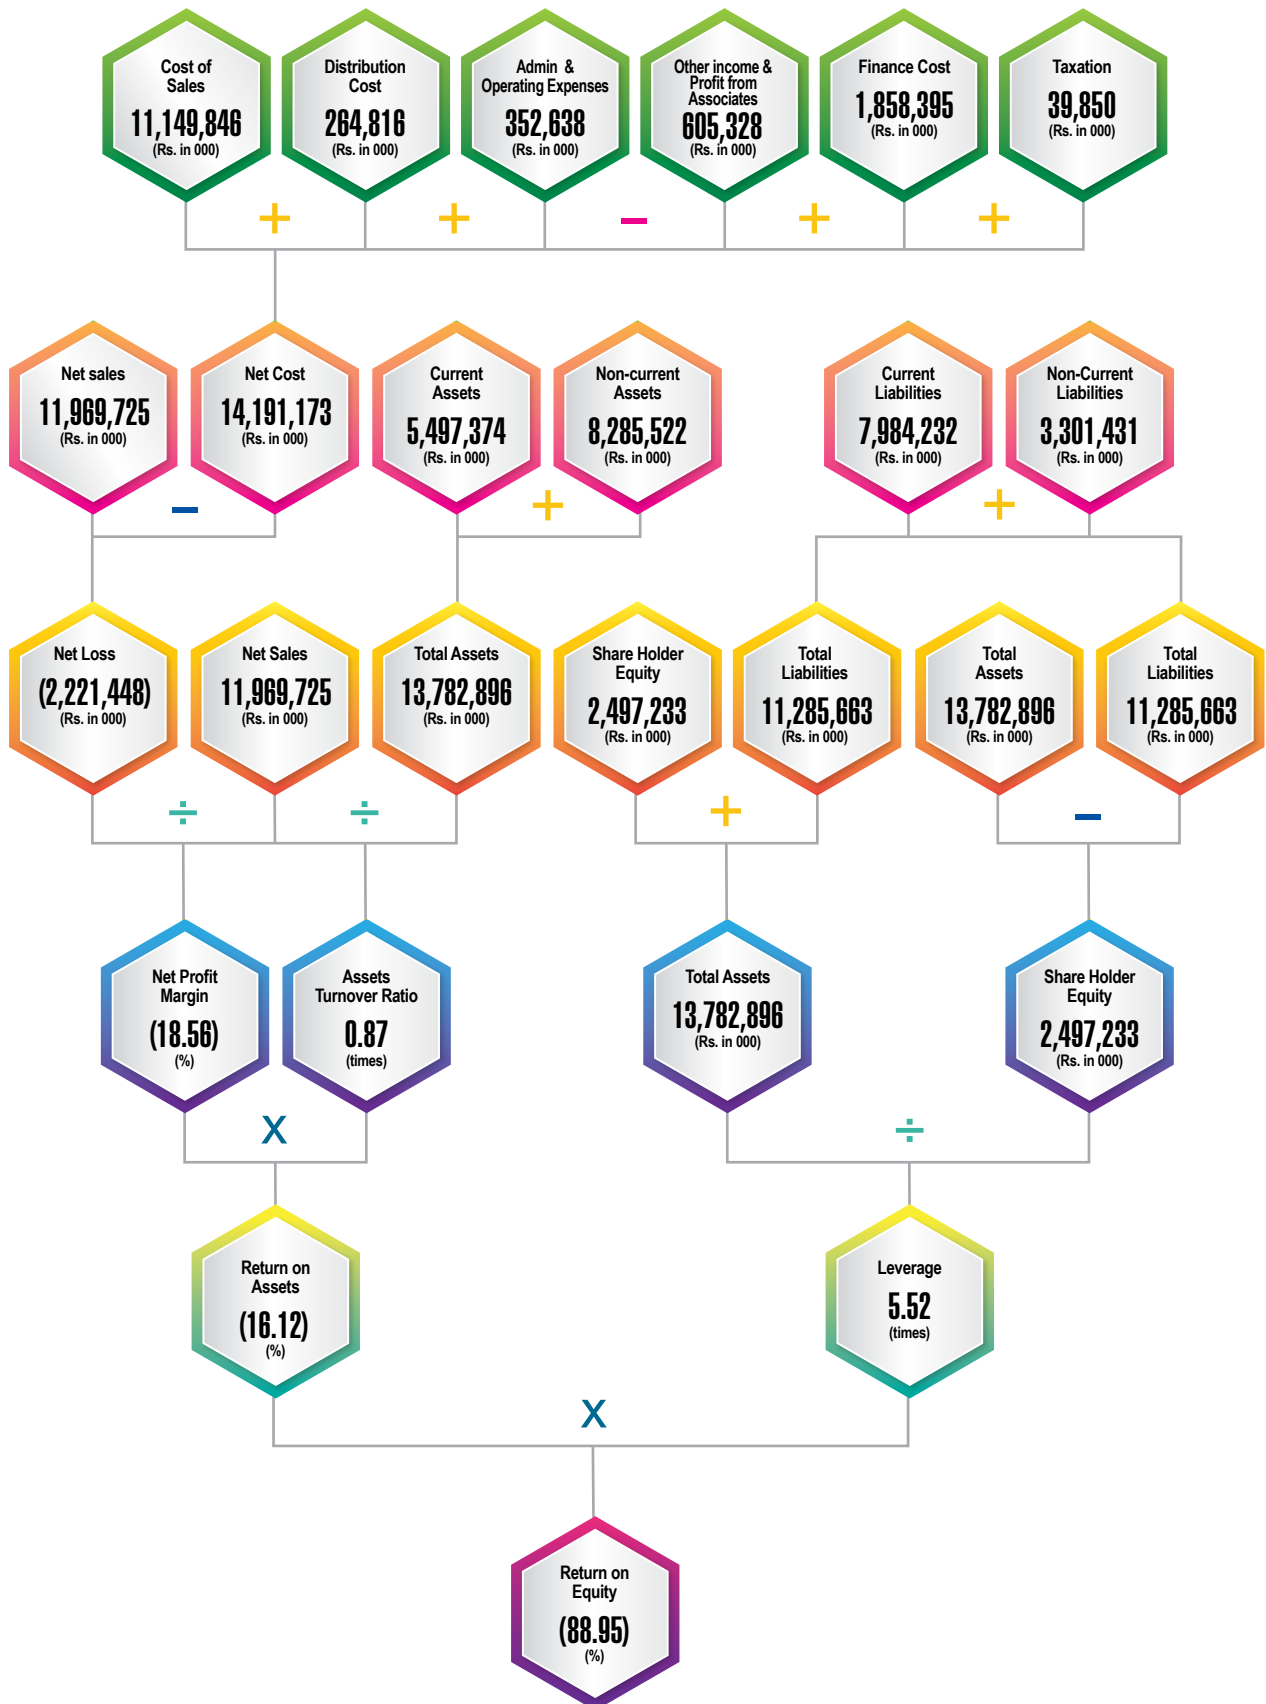 Cost of
Sales
11,149,846
(Rs. in 000)
Distribution
Cost
264,816
(Rs. in 000)
Admin &
Operating Expenses
352,638
(Rs. in 000)
Other income &
Profit from
Associates
605,328
(Rs. in 000)
Finance Cost
1,858,395
(Rs. in 000)
Taxation
39,850
(Rs. in 000)
+
+
–
+
+
Net sales
11,969,725
(Rs. in 000)
Net Cost
14,191,173
(Rs. in 000)
Current
Assets
5,497,374
(Rs. in 000)
Non-current
Assets
8,285,522
(Rs. in 000)
Current
Liabilities
7,984,232
(Rs. in 000)
Non-Current
Liabilities
3,301,431
(Rs. in 000)
–
+
+
Net Loss
(2,221,448)
(Rs. in 000)
Net Sales
11,969,725
(Rs. in 000)
Total Assets
13,782,896
(Rs. in 000)
Share Holder
Equity
2,497,233
(Rs. in 000)
Total
Liabilities
11,285,663
(Rs. in 000)
Total
Assets
13,782,896
(Rs. in 000)
Total
Liabilities
11,285,663
(Rs. in 000)
÷
÷
+
–
Net Profit
Margin
(18.56)
(%)
Assets
Turnover Ratio
0.87
(times)
Total Assets
13,782,896
(Rs. in 000)
Share Holder
Equity
2,497,233
(Rs. in 000)
X
÷
Return on
Assets
(16.12)
(%)
Leverage
5.52
(times)
X
Return on
Equity
(88.95)
(%)